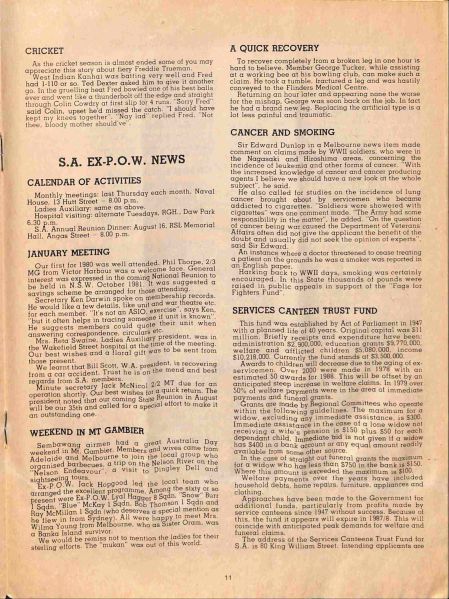 CRICKET
As the cricket season is almost ended some of you may
appreciate this story about fiery Freddie Trueman.
West Indian Kanhai was batting very well and Fred
had 1-110 or so. Ted Dexter asked him to give it another
go. In the gruelling heat Fred bowled one of his best balls
ever and went like a thunderbolt off the edge and straight
through Colin Cowdry at first slip for 4 runs. "Sorry Fred"
said Colin, upset he'd missed the catch. "I should have
kept my knees together". "Nay lad" replied Fred. "Not
thee, bloody mother should've".
S.A. EX-P.O.W. NEWS
CALENDAR OF ACTIVITIES
Monthly meetings: last Thursday each month, Naval
House, 13 Hutt Street — 8.00 p.m.
Ladies Auxiliary: same as above.
Hospital visiting: alternate Tuesdays, RGH., Daw Park
6.30 p.m.
S.A. Annual Reunion Dinner: August 16, RSL Memorial
Hall, Angas Street — 8.00 p.m.
JANUARY MEETING
Our first for 1980 was well attended. Phil Thorpe, 2/3
MG from Victor Harbour was a welcome face. General
interest was expressed in the coming National Reunion to
be held in N.S.W. October 1981. It was suggested a
savings scheme be arranged for those attending.
Secretary Ken Darwin spoke on membership records.
He would like a few details, like unit and war theatre etc.
for each member. "It's not an ASIO. exercise", says Ken,
"but it often helps in tracing someone if unit is known".
He suggests members could quote their unit when
answering correspondence, circulars etc.
Mrs. Reta Swaine, Ladies Auxiliary president, was in
the Wakefield Street hospital at the time of the meeting.
Our best wishes and a floral gift was to be sent from
those present.
We learnt that Bill Scott, W.A. president, is recovering
from a car accident. Trust he is on the mend and best
regards from S.A. members.
Minute secretary Jock McNinol 2/2 MT due for an
operation shortly. Our best wishes for a quick return. The
president noted that our coming State Reunion in August
will be our 35th and called for a special effort to make it
an outstanding one.
WEEKEND IN MT GAMBIER
Sembawang airmen had a great Australia Day
weekend in Mt. Gambier. Members and wives came from
Adelaide and Melbourne to join the local group who
organised barbecues, a trip on the Nelson River on the
"Nelson Endeavour", a visit to Dingley Dell on
sightseeing tours.
Ex-P.O.W. Jack Hoggood led the local team who
arranged the excellent programme. Among the sixty or so
present were Ex-P.O.W. Lyal Haggey 8 Sqdn, "Snow" Burr
1 Sqdn, "Blue" McKay 1 Sqdn, Bob Thomson 1 Sqdn and
Ray McMillan 1 Sqdn (who deserves a special mention as
he flew in from Sydney). All were happy to meet Mrs.
Wilma Young from Melbourne, who as Sister Oram, was
a Banka Island survivor.
We would be remiss not to mention the ladies for their
sterling efforts. The "mukan" was out of this world.
A QUICK RECOVERY
To recover completely from a broken leg in one hour is
hard to believe. Member George Tucker, while assisting
at a working bee at his bowling club, can make such a
claim. He took a tumble, fractured a leg and was hastily
conveyed to the Flinders Medical Centre.
Returning an hour later and appearing none the worse
for the mishap, George was soon back on the job. In fact
he had a brand new leg. Replacing the artificial type is a
lot less painful and traumatic.
CANCER AND SMOKING
Sir Edward Dunlop in a Melbourne news item made
comment on claims made by WWII soldiers, who were in
the Nagasaki and Hiroshima areas, concerning the
incidence of leukemia and other forms of cancer. "With
the increased knowledge of cancer and cancer producing
agents I believe we should have a new look at the whole
subject", he said.
He also called for studies on the incidence of lung
cancer brought about by servicemen who became
addicted to cigarettes. "Soldiers were showered with
cigarettes" was one comment made. "The Army had some
responsibility in the matter", he added. "On the question
of cancer being war caused the Department of Veterans'
Affairs often did not give the applicant the benefit of the
doubt and usually did not seek the opinion of experts",
said Sir Edward.
An instance where a doctor threatened to cease treating
a patient on the grounds he was a smoker was reported in
an English paper.
Harking back to WWII days, smoking was certainly
encouraged. In this State thousands of pounds were
raised in public appeals in support of the "Fags for
Fighters Fund".
SERVICES CANTEEN TRUST FUND
This fund was established by Act of Parliament in 1947
with a planned life of 40 years. Original capital was $11
million. Briefly receipts and expenditure have been:
administration $2,900,000, education grants $9,770,000,
welfare and afflicted children $5,080,000, income
$10,218,000. Currently the fund stands at $3,500,000.
Awards to children will decrease due to the aging of ex-
servicemen. Over 2000 were made in 1978 with an
estimated 50 awards for 1988. This will be offset by an
anticipated steep increase in welfare claims. In 1979 over
50% of welfare payments were in the area of immediate
payments and funeral grants.
Grants are made by Regional Committees who operate
within the following guidelines. The maximum for a
widow, excluding any immediate assistance, is $300.
Immediate assistance in the case of a lone widow not
receiving a wife's pension is $150 plus $50 for each
dependent child. Immediate aid is not given if a widow
has $400 in a bank account or any equal amount readily
available from some other source.
In the case of straight out funeral grants the maximum
for a widow who has less than $750 in the bank is $150.
Where this amount is exceeded the maximum is $100.
Welfare payments over the years have included
household debts, home repairs, furniture, appliances and
clothing.
Approaches have been made to the Government for
additional funds, particularly from profits made by
service canteens since 1947 without success. Because of
this, the fund it appears will expire in 1987/8. This will
coincide with anticipated peak demands for welfare and
funeral claims.
The address of the Services Canteens Trust Fund for
S.A. is 80 King William Street. Intending applicants are
11